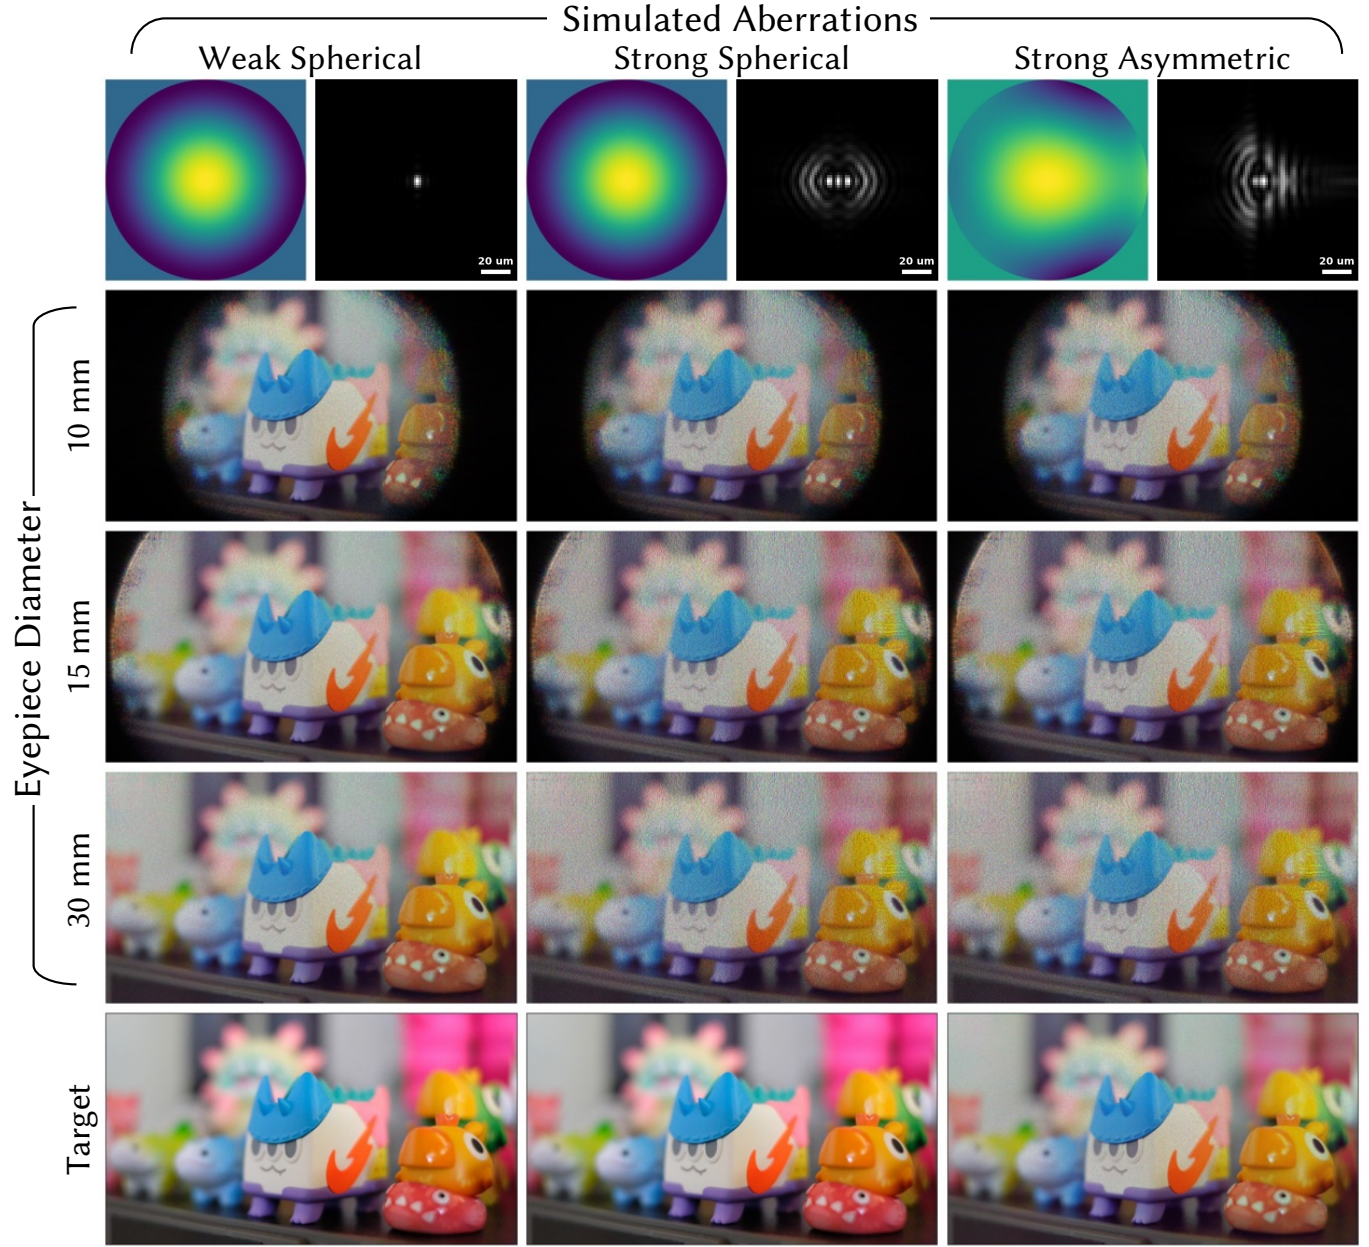 Simulated Aberrations
Weak Spherical
Strong Spherical
Strong Asymmetric
20 um
20 um
20 um
Eyepiece Diameter
10 mm
15 mm
30 mm
Target